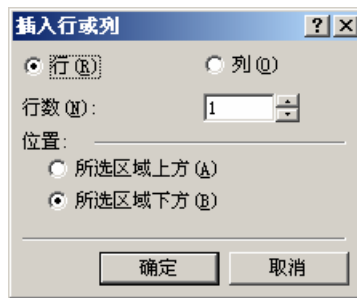 插入行或列
行(R) 列(O)
行数(N): 1
位置:
所选区域上方(A)
所选区域下方(B)
确定 取消